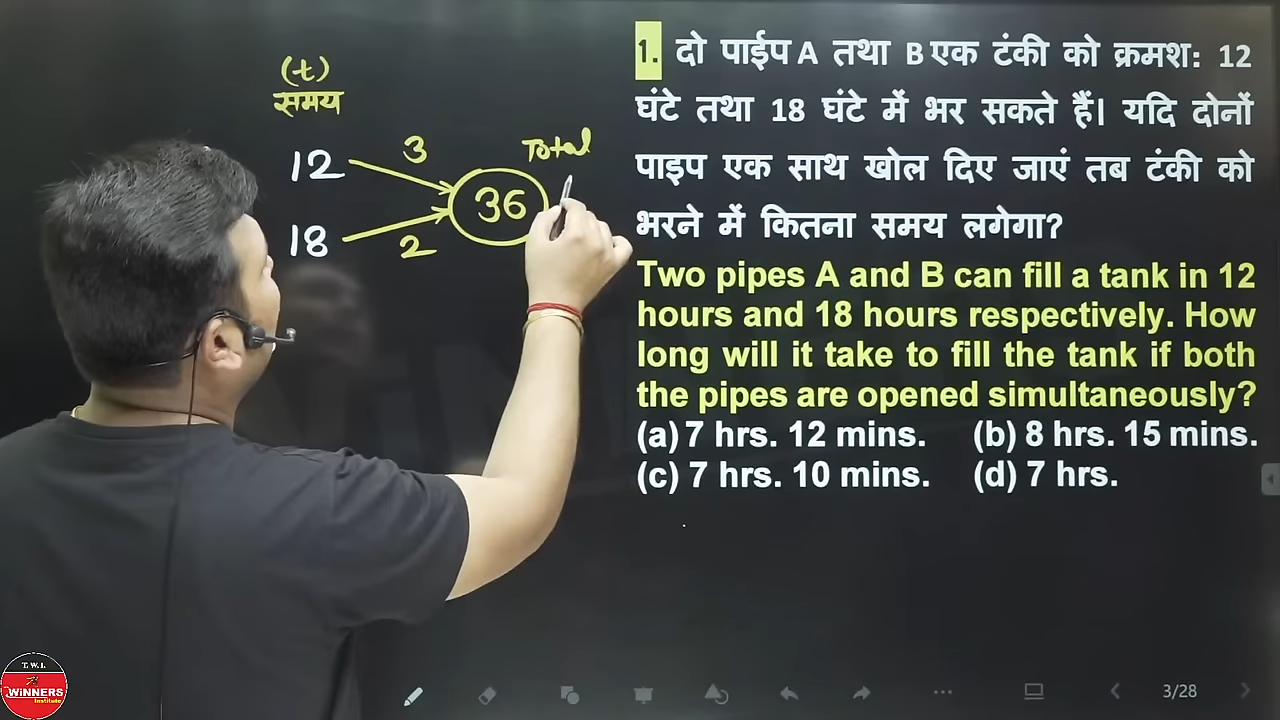 (t)
समय
12
3
Total
36
18
2
1. दो पाईप A तथा B एक टंकी को क्रमश: 12
घंटे तथा 18 घंटे में भर सकते हैं। यदि दोनों
पाइप एक साथ खोल दिए जाएं तब टंकी को
भरने में कितना समय लगेगा?
Two pipes A and B can fill a tank in 12
hours and 18 hours respectively. How
long will it take to fill the tank if both
the pipes are opened simultaneously?
(a) 7 hrs. 12 mins. (b) 8 hrs. 15 mins.
(c) 7 hrs. 10 mins. (d) 7 hrs.
T.W.I.
WiNNERS
Institute
3/28